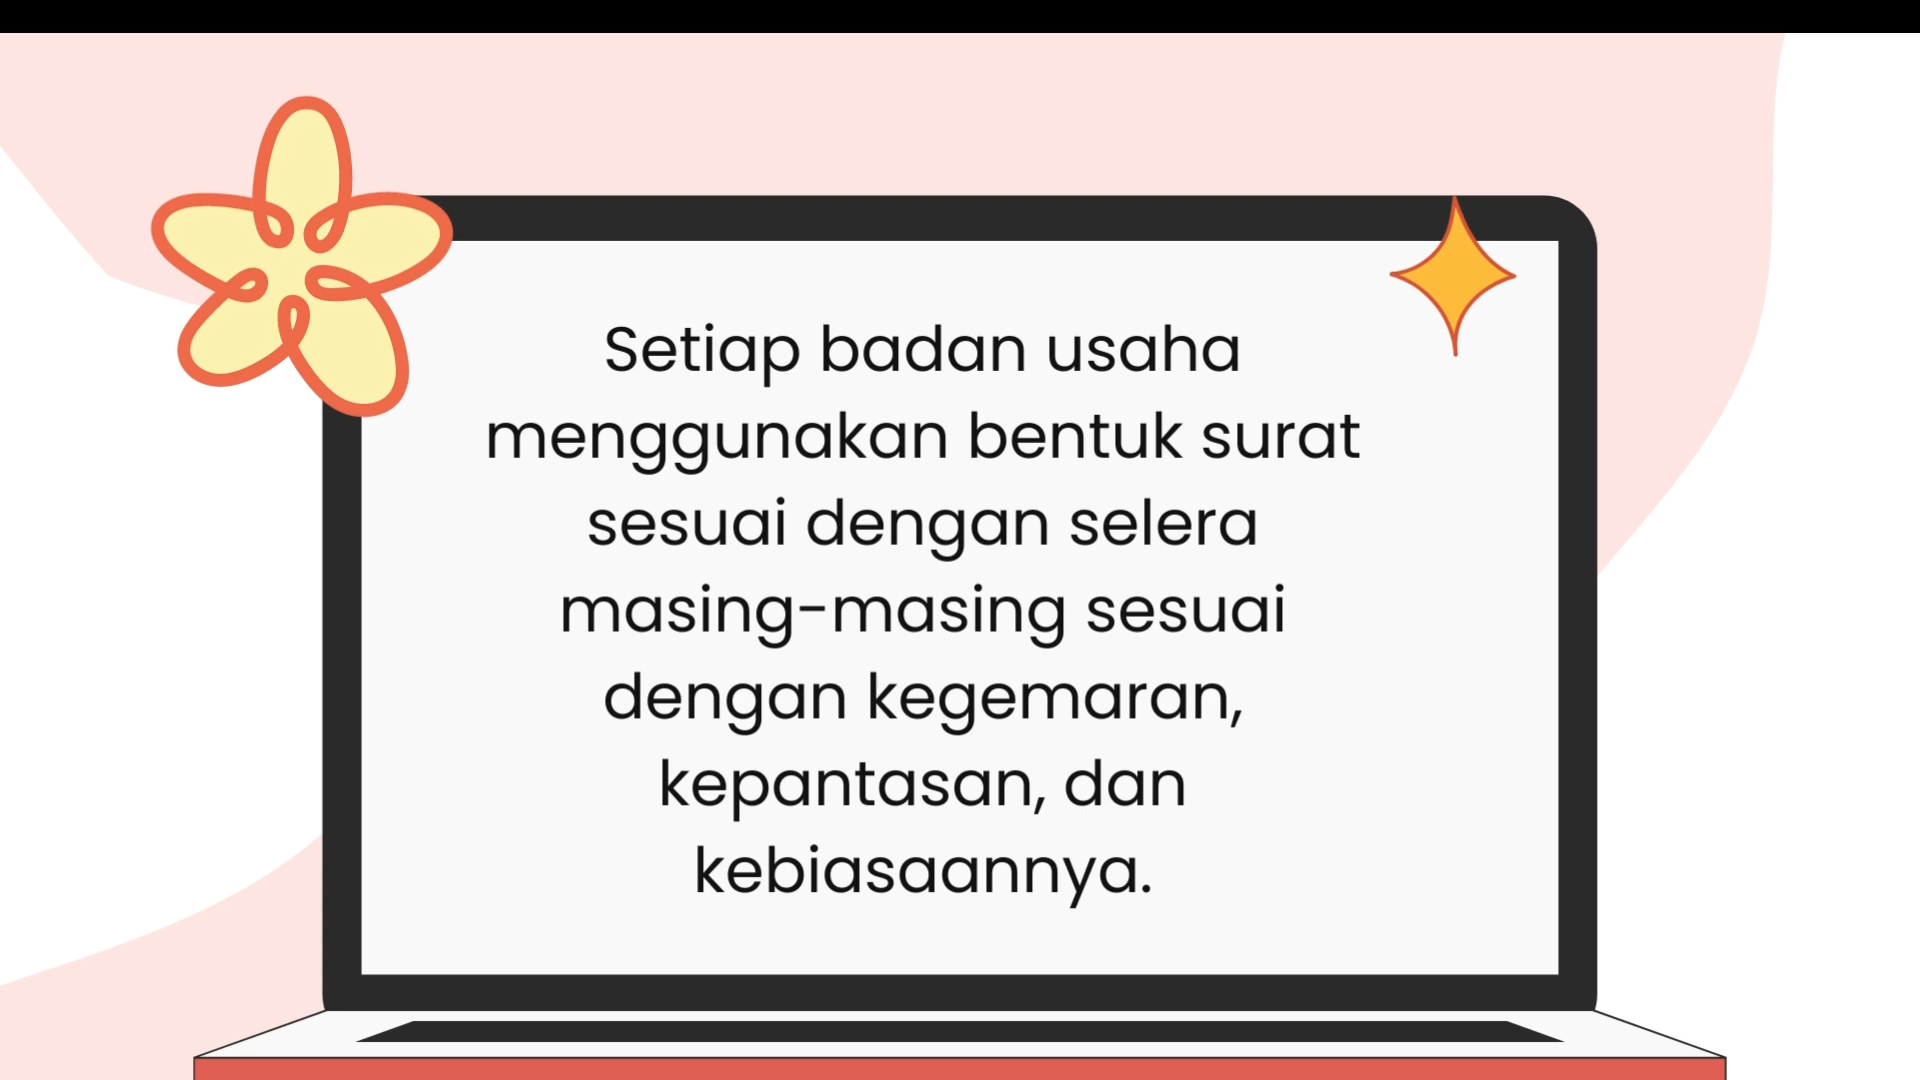 Setiap badan usaha
menggunakan bentuk surat
sesuai dengan selera
masing-masing sesuai
dengan kegemaran,
kepantasan, dan
kebiasaannya.